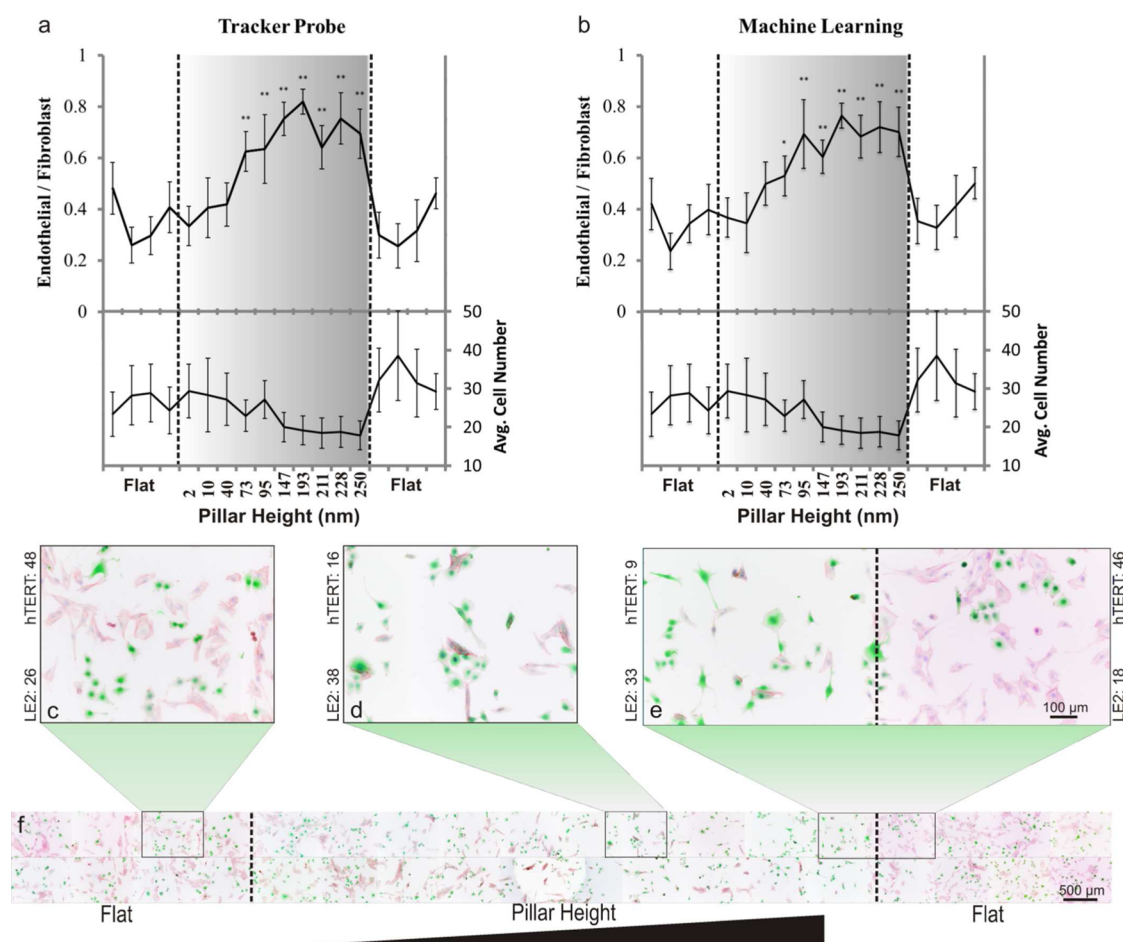 a
Tracker Probe
1
0.8
0.6
0.4
0.2
0
Endothelial / Fibroblast
** ** ** ** ** ** **
50
40
30
20
10
Avg. Cell Number
Flat
2 10 40 73 95 147 193 211 228 250
Flat
Pillar Height (nm)
b
Machine Learning
1
0.8
0.6
0.4
0.2
0
Endothelial / Fibroblast
* ** ** ** ** ** **
50
40
30
20
10
Avg. Cell Number
Flat
2 10 40 73 95 147 193 211 228 250
Flat
Pillar Height (nm)
LE2: 26 hTERT: 48
c
LE2: 38 hTERT: 16
d
LE2: 33 hTERT: 9
e
100 µm
LE2: 18 hTERT: 46
f
500 µm
Flat Pillar Height Flat